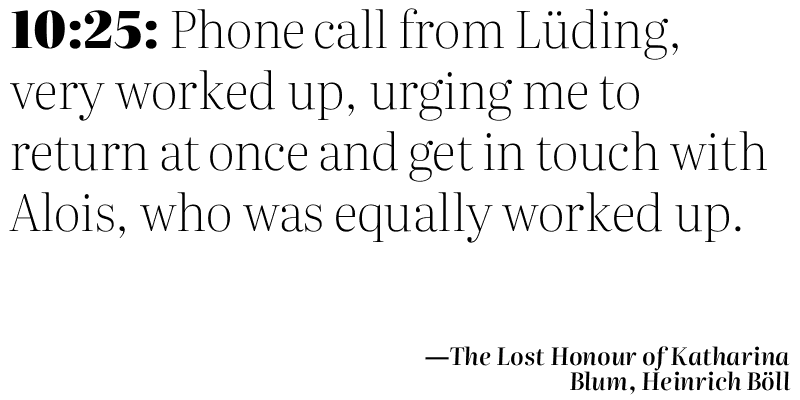 10:25: Phone call from Lüding,
very worked up, urging me to
return at once and get in touch with
Alois, who was equally worked up.
—The Lost Honour of Katharina
Blum, Heinrich Böll